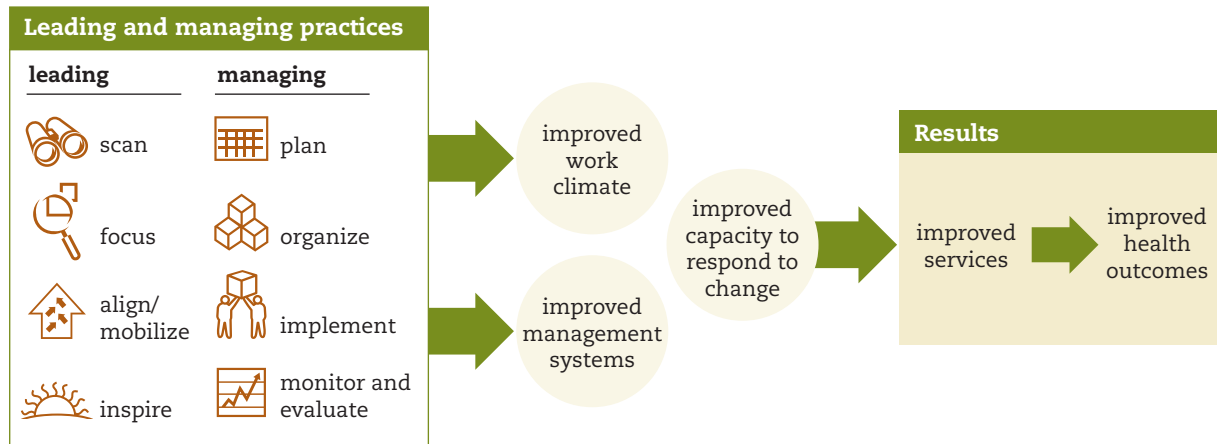 Leading and managing practices
leading
scan
focus
align/
mobilize
inspire
managing
plan
organize
implement
monitor and
evaluate
improved
work
climate
improved
management
systems
improved
capacity to
respond to
change
Results
improved
services
improved
health
outcomes